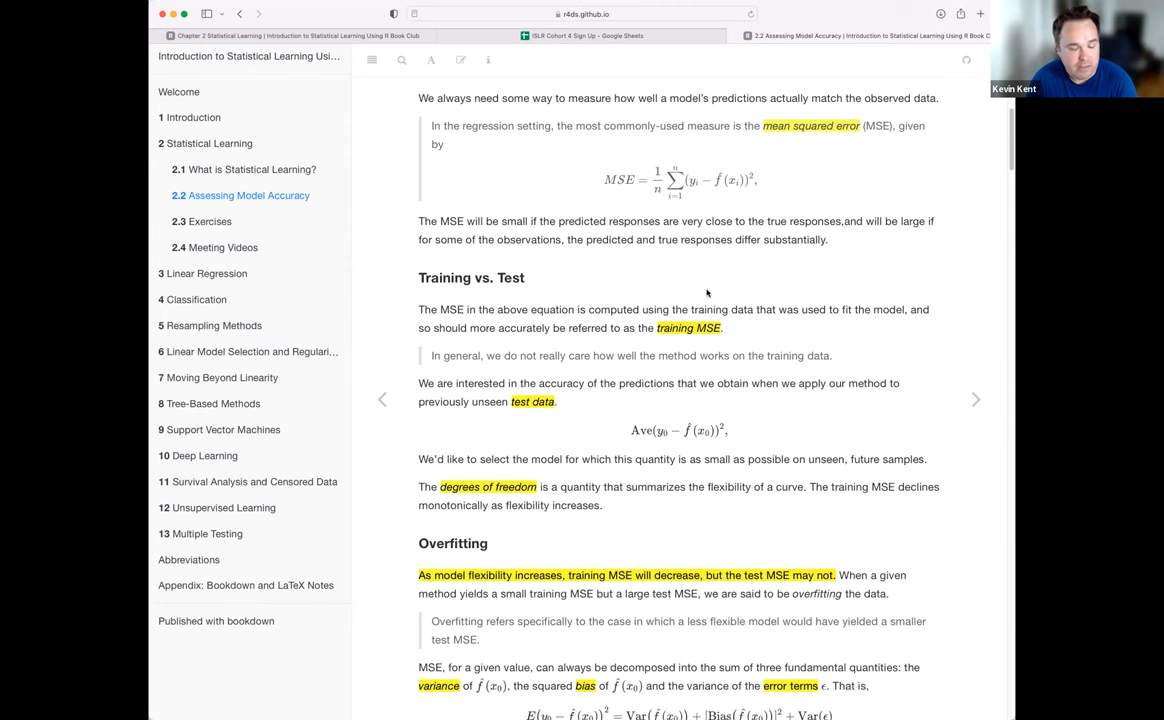 r4ds.github.io
Chapter 2 Statistical Learning | Introduction to Statistical Learning Using R Book Club
ISLR Cohort 4 Sign Up - Google Sheets
2.2 Assessing Model Accuracy | Introduction to Statistical Learning Using R Book C
Kevin Kent
Introduction to Statistical Learning Usi...
Welcome
1 Introduction
2 Statistical Learning
2.1 What is Statistical Learning?
2.2 Assessing Model Accuracy
2.3 Exercises
2.4 Meeting Videos
3 Linear Regression
4 Classification
5 Resampling Methods
6 Linear Model Selection and Regulari...
7 Moving Beyond Linearity
8 Tree-Based Methods
9 Support Vector Machines
10 Deep Learning
11 Survival Analysis and Censored Data
12 Unsupervised Learning
13 Multiple Testing
Abbreviations
Appendix: Bookdown and LaTeX Notes
Published with bookdown
We always need some way to measure how well a model's predictions actually match the observed data.
In the regression setting, the most commonly-used measure is the mean squared error (MSE), given
by
MSE = 1/n ∑_{i=1}^{n} (y_i − f̂(x_i))²,
The MSE will be small if the predicted responses are very close to the true responses,and will be large if
for some of the observations, the predicted and true responses differ substantially.
Training vs. Test
The MSE in the above equation is computed using the training data that was used to fit the model, and
so should more accurately be referred to as the training MSE.
In general, we do not really care how well the method works on the training data.
We are interested in the accuracy of the predictions that we obtain when we apply our method to
previously unseen test data.
Ave(y₀ − f̂(x₀))²,
We'd like to select the model for which this quantity is as small as possible on unseen, future samples.
The degrees of freedom is a quantity that summarizes the flexibility of a curve. The training MSE declines
monotonically as flexibility increases.
Overfitting
As model flexibility increases, training MSE will decrease, but the test MSE may not. When a given
method yields a small training MSE but a large test MSE, we are said to be overfitting the data.
Overfitting refers specifically to the case in which a less flexible model would have yielded a smaller
test MSE.
MSE, for a given value, can always be decomposed into the sum of three fundamental quantities: the
variance of f̂(x₀), the squared bias of f̂(x₀) and the variance of the error terms ϵ. That is,
E(y₀ − f̂(x₀))² = Var(f̂(x₀)) + [Bias(f̂(x₀))]² + Var(ϵ)